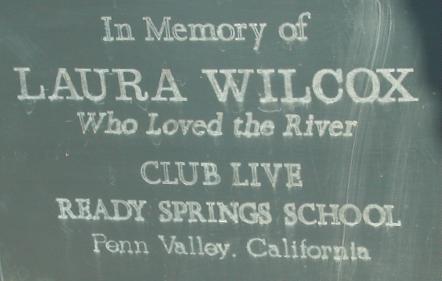 In Memory of
LAURA WILCOX
Who Loved the River
CLUB LIVE
READY SPRINGS SCHOOL
Penn Valley, California